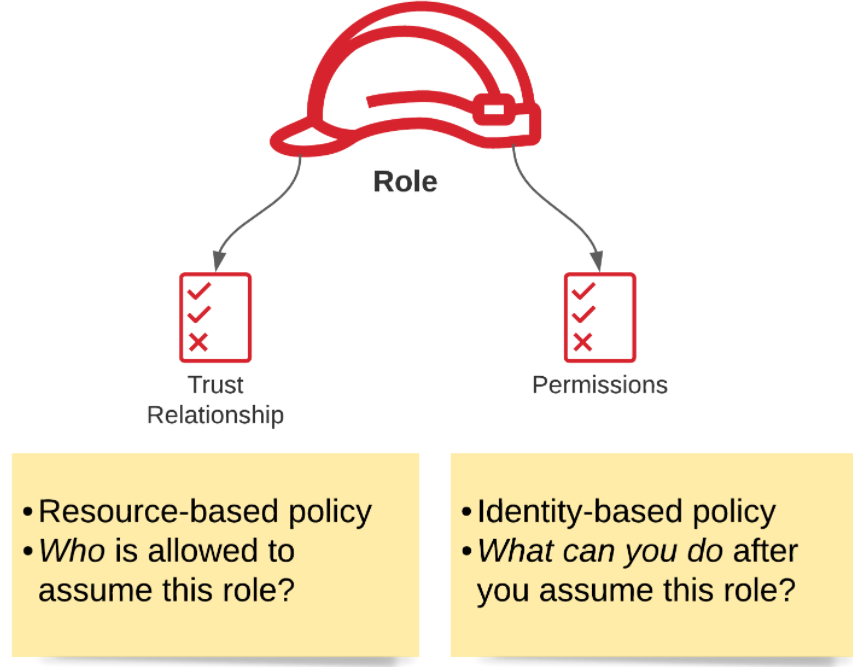 Role
Trust
Relationship
Permissions
•Resource-based policy
•Who is allowed to
assume this role?
•Identity-based policy
•What can you do after
you assume this role?